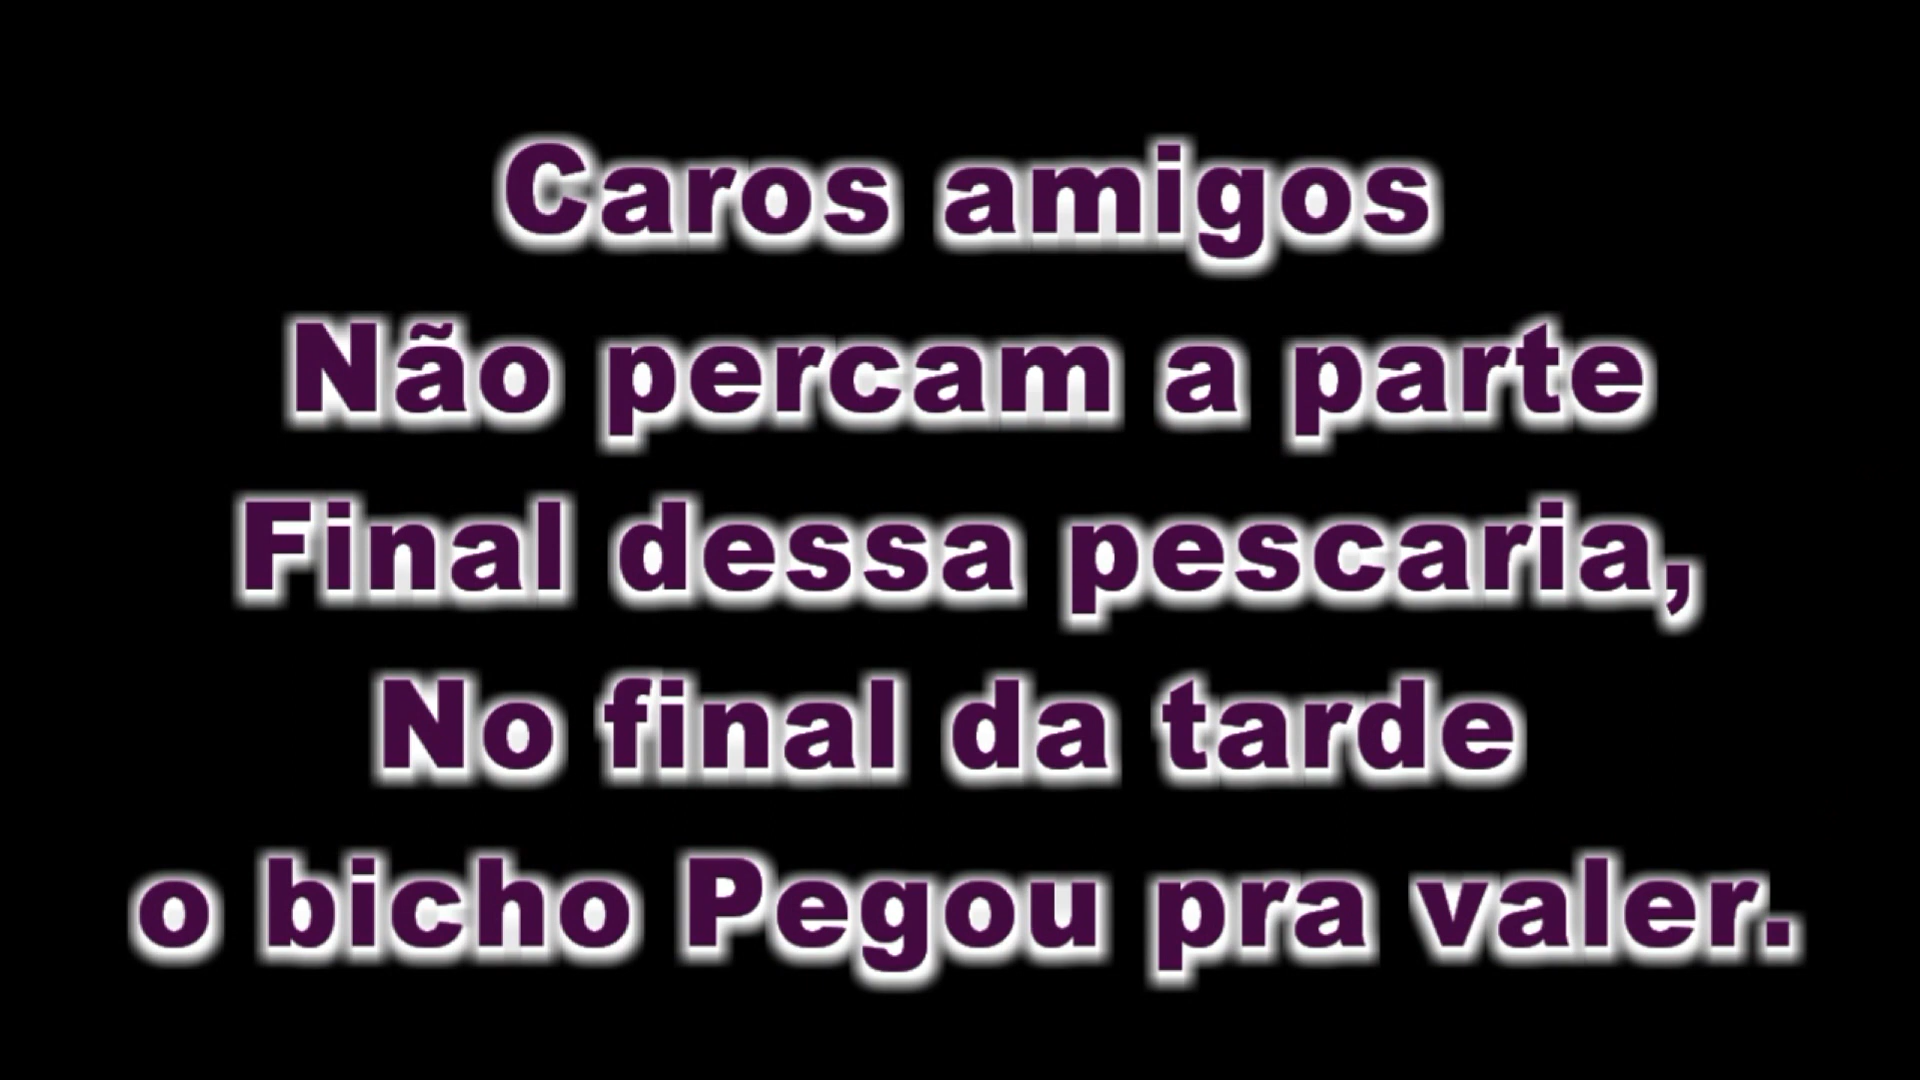 Caros amigos
Não percam a parte
Final dessa pescaria,
No final da tarde
o bicho Pegou pra valer.